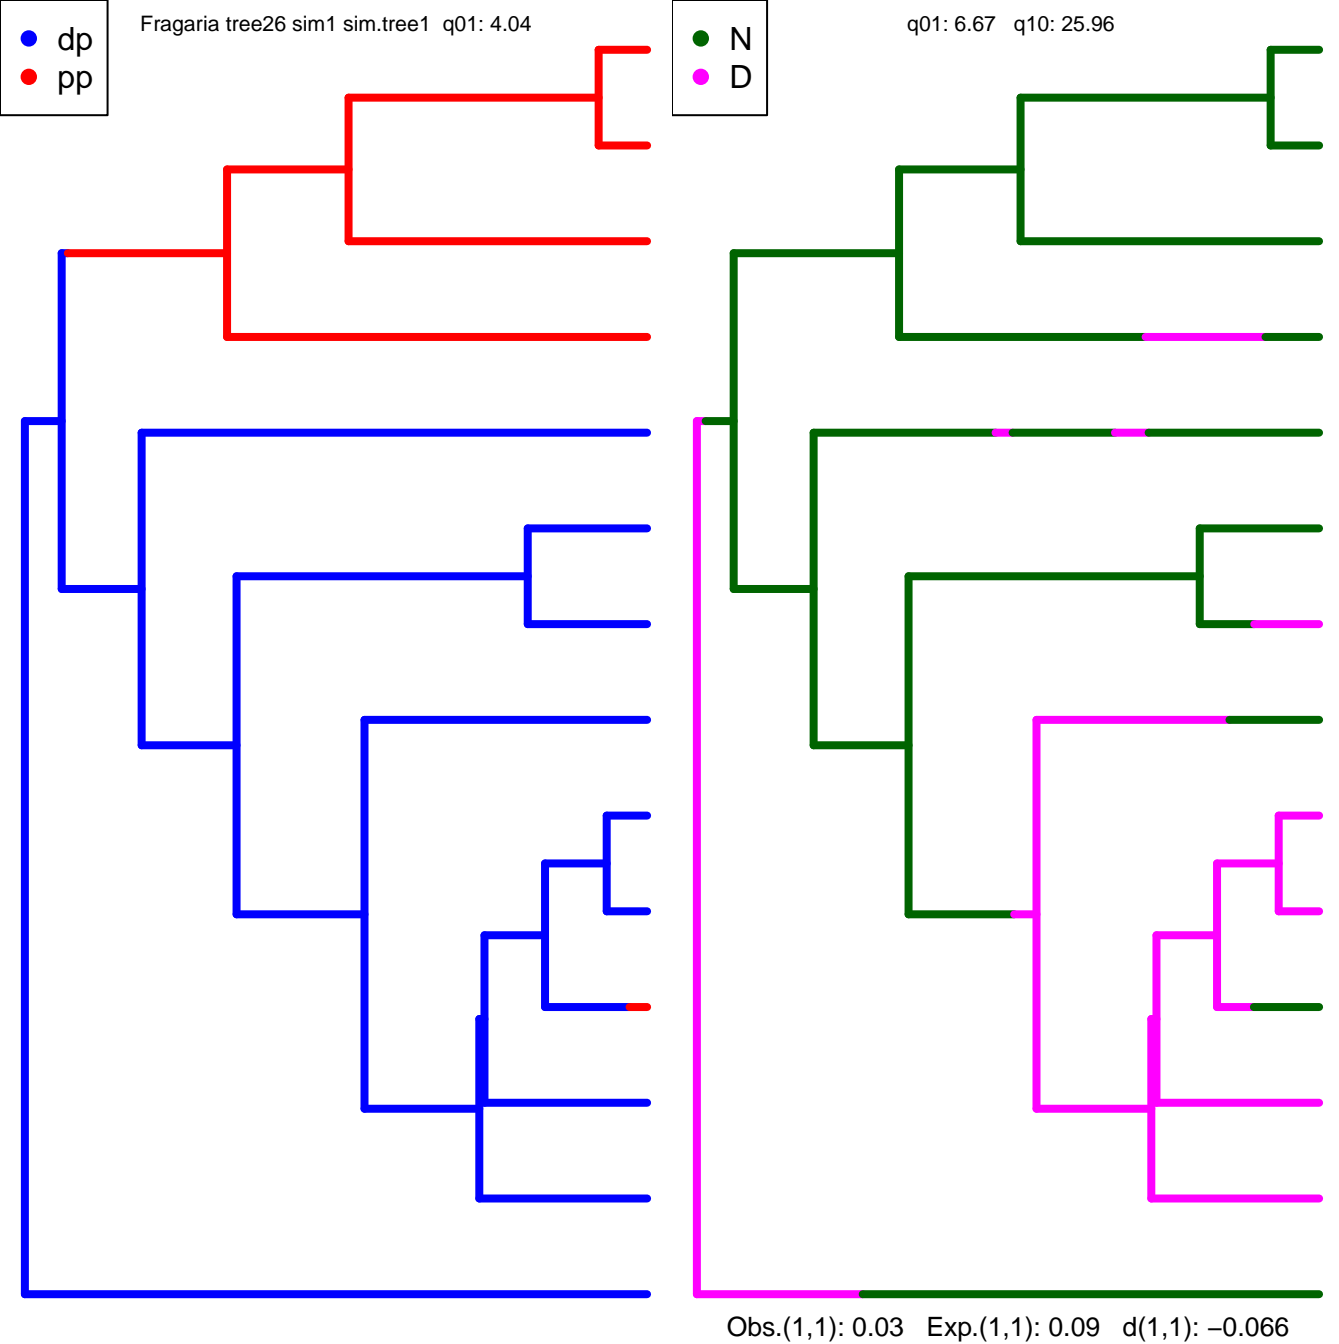 Fragaria tree26 sim1 sim.tree1 q01: 4.04
dp
pp
q01: 6.67 q10: 25.96
N
D
Obs.(1,1): 0.03 Exp.(1,1): 0.09 d(1,1): −0.066